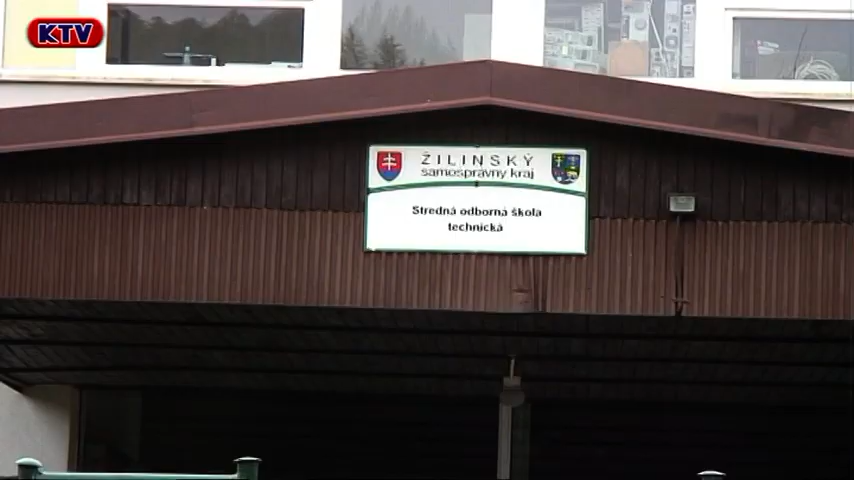 KTV
ŽILINSKÝ
samosprávny kraj
Stredná odborná škola
technická